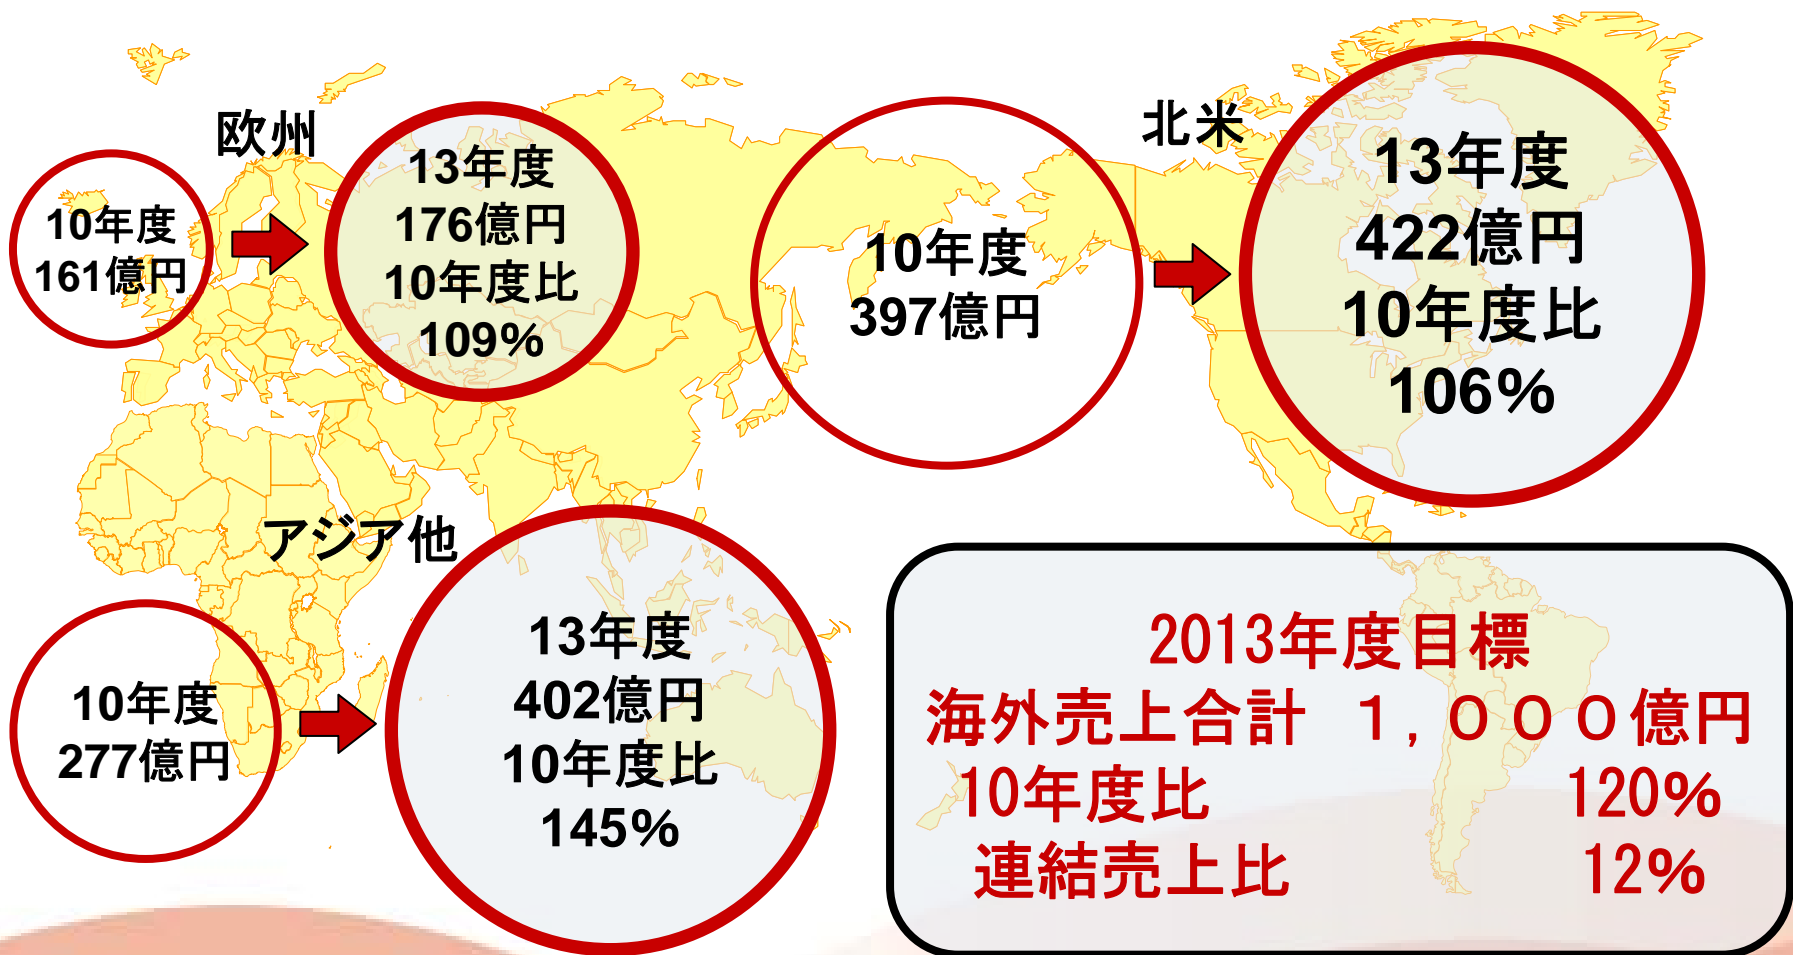 欧州
10年度
161億円
13年度
176億円
10年度比
109%
北米
10年度
397億円
13年度
422億円
10年度比
106%
アジア他
10年度
277億円
13年度
402億円
10年度比
145%
2013年度目標
海外売上合計 １,０００億円
10年度比 120%
連結売上比 12%